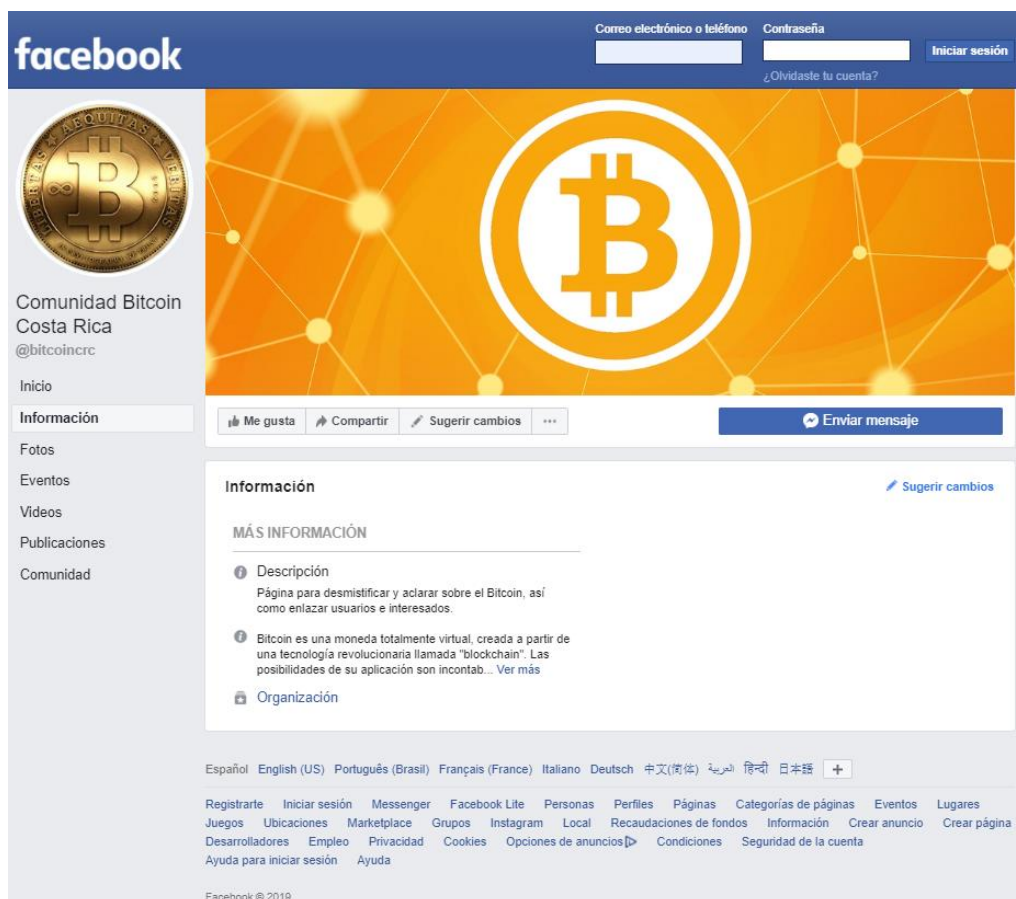 facebook
Correo electrónico o teléfono
Contraseña
Iniciar sesión
¿Olvidaste tu cuenta?
LIBERTAS AEQUITAS VERITAS
Comunidad Bitcoin
Costa Rica
@bitcoincrc
Inicio
Información
Fotos
Eventos
Videos
Publicaciones
Comunidad
Me gusta
Compartir
Sugerir cambios
Enviar mensaje
Información
Sugerir cambios
MÁS INFORMACIÓN
Descripción
Página para desmistificar y aclarar sobre el Bitcoin, así
como enlazar usuarios e interesados.
Bitcoin es una moneda totalmente virtual, creada a partir de
una tecnología revolucionaria llamada "blockchain". Las
posibilidades de su aplicación son incontab... Ver más
Organización
Español English (US) Português (Brasil) Français (France) Italiano Deutsch 中文(简体) العربية हिन्दी 日本語
Registrarte Iniciar sesión Messenger Facebook Lite Personas Perfiles Páginas Categorías de páginas Eventos Lugares
Juegos Ubicaciones Marketplace Grupos Instagram Local Recaudaciones de fondos Información Crear anuncio Crear página
Desarrolladores Empleo Privacidad Cookies Opciones de anuncios Condiciones Seguridad de la cuenta
Ayuda para iniciar sesión Ayuda
Facebook © 2019